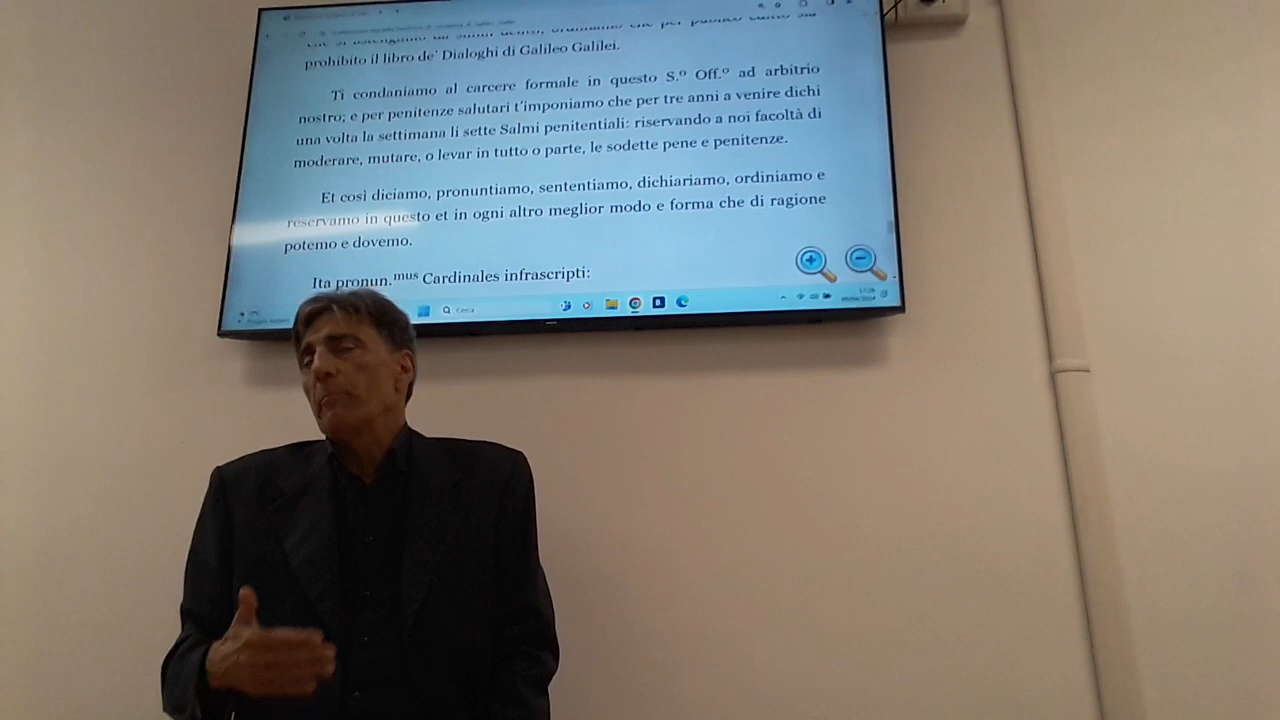 prohibito il libro de' Dialoghi di Galileo Galilei.
Ti condaniamo al carcere formale in questo S.º Off.º ad arbitrio
nostro; e per penitenze salutari t'imponiamo che per tre anni a venire dichi
una volta la settimana li sette Salmi penitentiali: riservando a noi facoltà di
moderare, mutare, o levar in tutto o parte, le sodette pene e penitenze.
Et così diciamo, pronuntiamo, sententiamo, dichiariamo, ordiniamo e
reservamo in questo et in ogni altro meglior modo e forma che di ragione
potemo e dovemo.
Ita pronun.mus Cardinales infrascripti:
Cerca